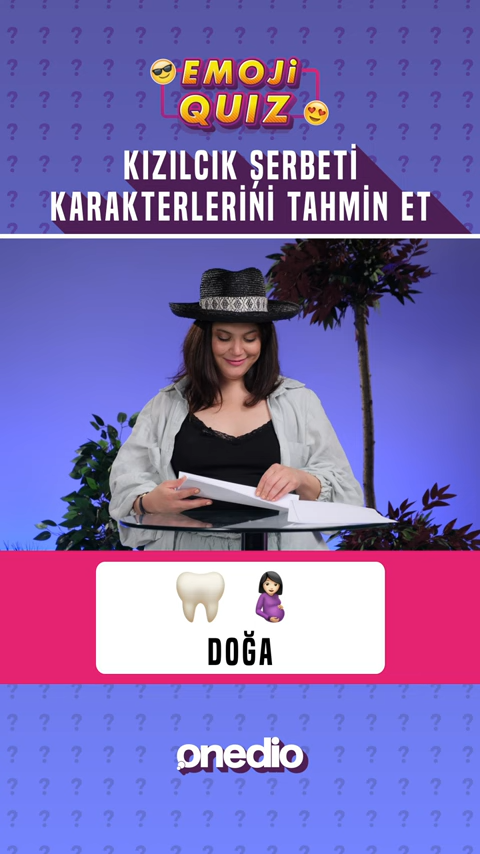 EMOJİ
QUIZ
KIZILCIK ŞERBETİ
KARAKTERLERİNİ TAHMİN ET
DOĞA
onedio